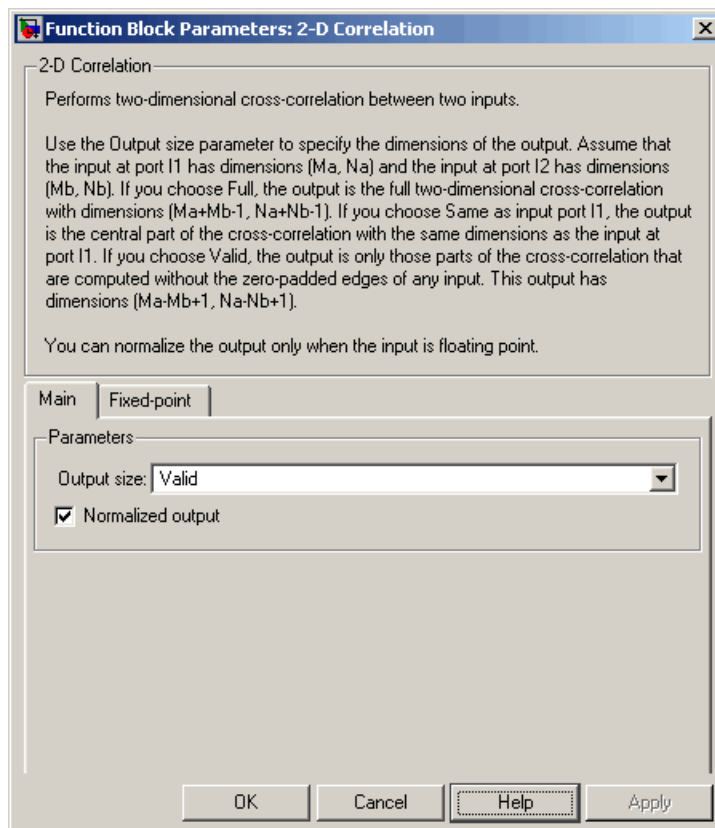 Function Block Parameters: 2-D Correlation
2-D Correlation
Performs two-dimensional cross-correlation between two inputs.
Use the Output size parameter to specify the dimensions of the output. Assume that
the input at port I1 has dimensions (Ma, Na) and the input at port I2 has dimensions
(Mb, Nb). If you choose Full, the output is the full two-dimensional cross-correlation
with dimensions (Ma+Mb-1, Na+Nb-1). If you choose Same as input port I1, the output
is the central part of the cross-correlation with the same dimensions as the input at
port I1. If you choose Valid, the output is only those parts of the cross-correlation that
are computed without the zero-padded edges of any input. This output has
dimensions (Ma-Mb+1, Na-Nb+1).
You can normalize the output only when the input is floating point.
Main Fixed-point
Parameters
Output size: Valid
Normalized output
OK Cancel Help Apply